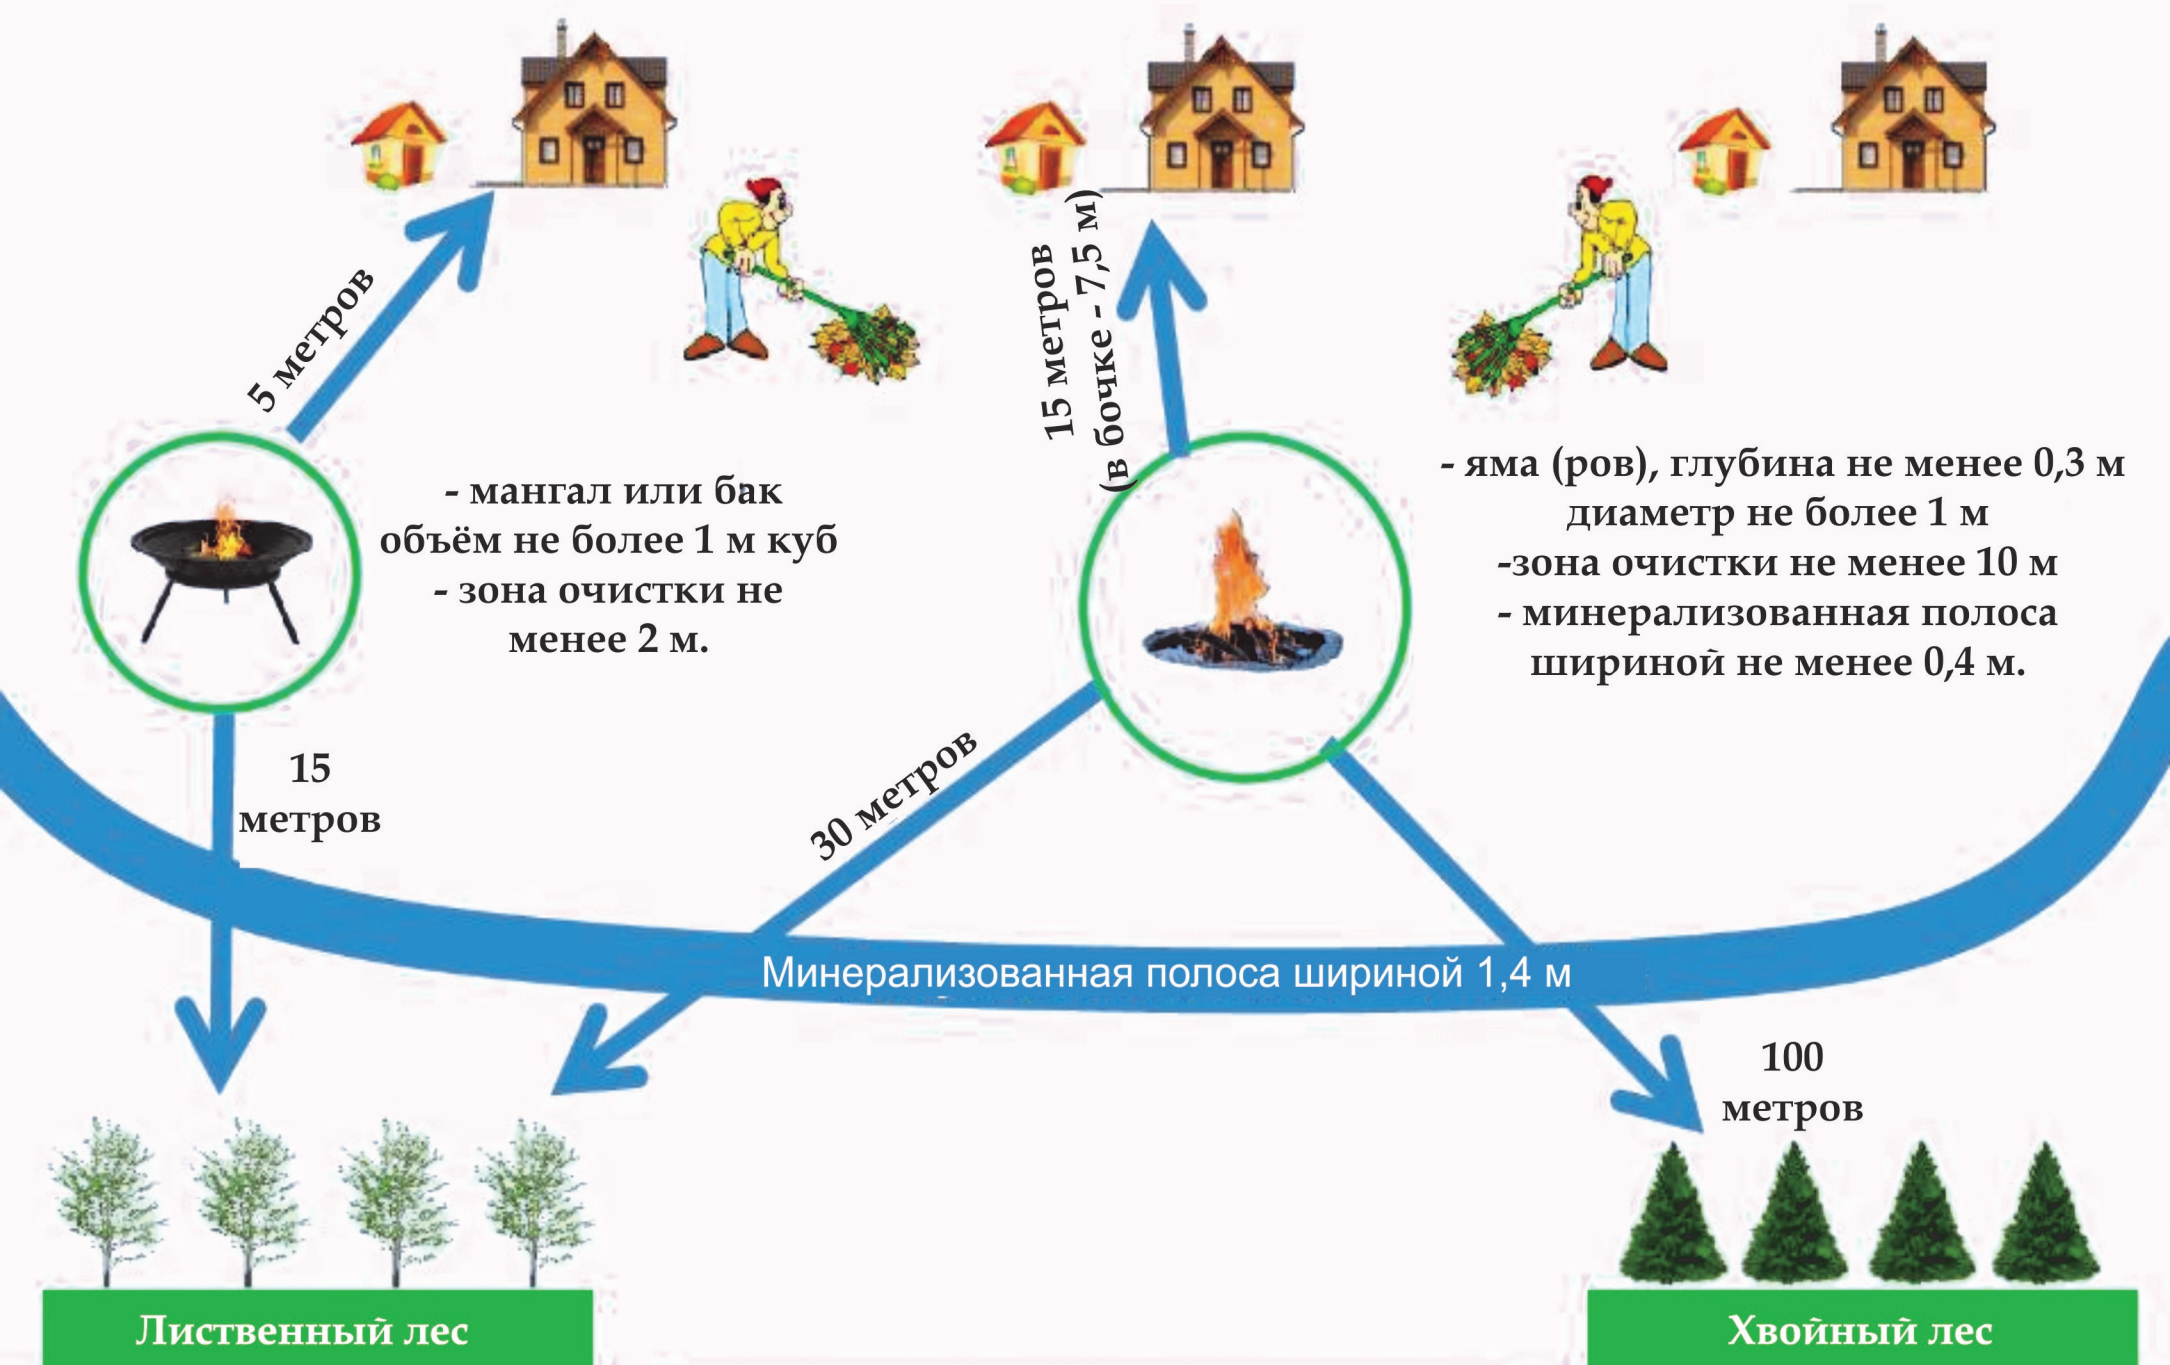 5 метров
15 метров
(в бочке - 7,5 м)
- мангал или бак
объём не более 1 м куб
- зона очистки не
менее 2 м.
- яма (ров), глубина не менее 0,3 м
диаметр не более 1 м
-зона очистки не менее 10 м
- минерализованная полоса
шириной не менее 0,4 м.
15
метров
30 метров
Минерализованная полоса шириной 1,4 м
100
метров
Лиственный лес
Хвойный лес